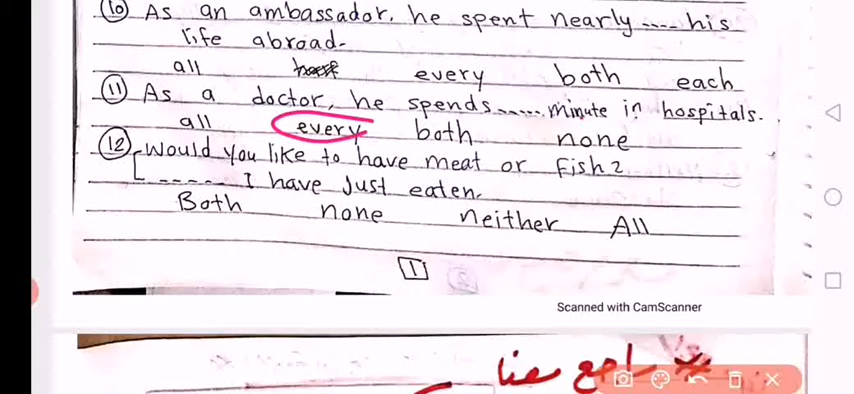 ⑩ As an ambassador, he spent nearly .... his
life abroad.
all every both each
⑪ As a doctor, he spends ...... minute in hospitals.
all every both none
⑫ Would you like to have meat or fish?
------ I have just eaten.
Both none neither All
1
Scanned with CamScanner
راجع معنا